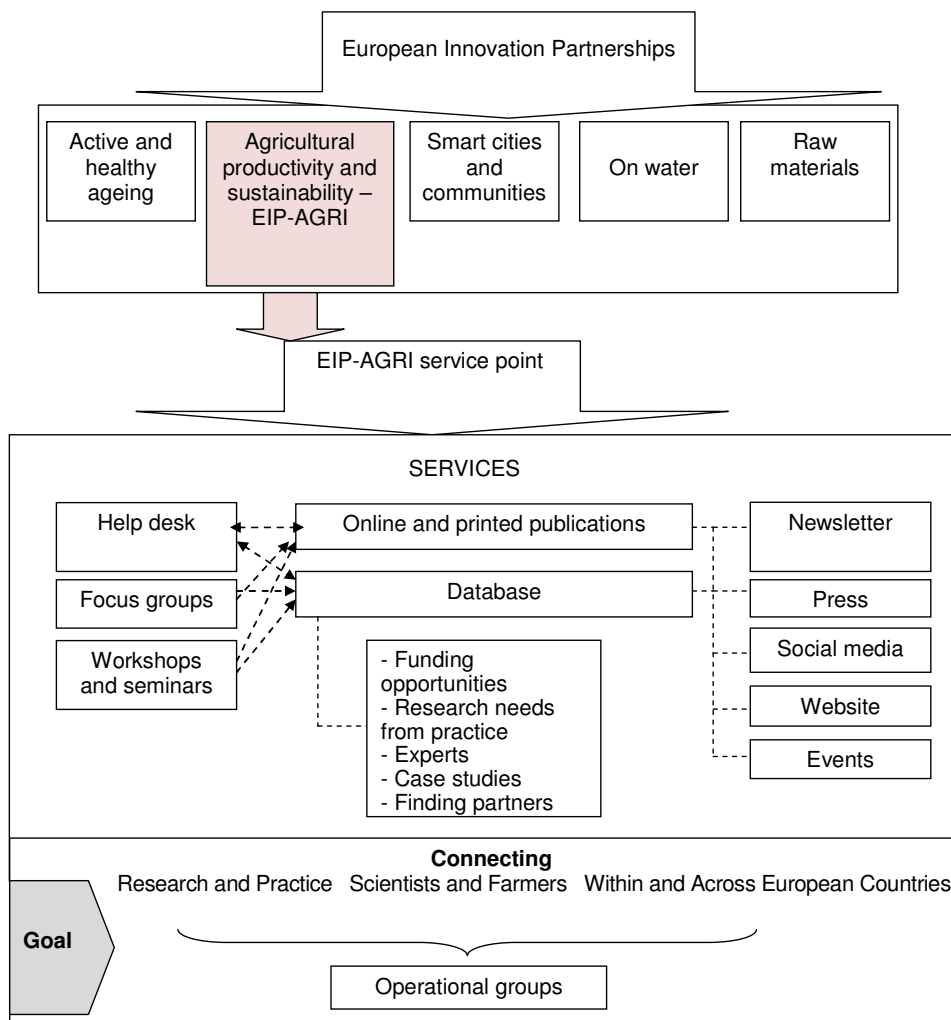 European Innovation Partnerships
Active and
healthy
ageing
Agricultural
productivity and
sustainability –
EIP-AGRI
Smart cities
and
communities
On water
Raw
materials
EIP-AGRI service point
SERVICES
Help desk
Focus groups
Workshops
and seminars
Online and printed publications
Database
- Funding
opportunities
- Research needs
from practice
- Experts
- Case studies
- Finding partners
Newsletter
Press
Social media
Website
Events
Goal
Connecting
Research and Practice Scientists and Farmers Within and Across European Countries
Operational groups